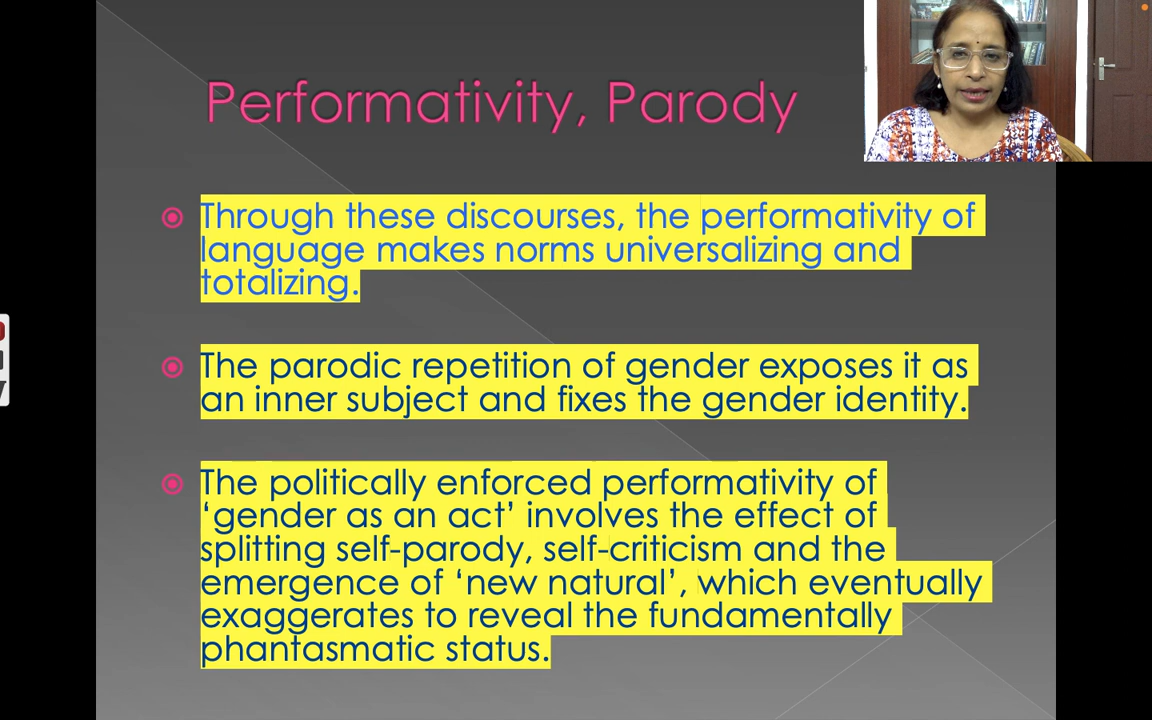 Performativity, Parody
Through these discourses, the performativity of
language makes norms universalizing and
totalizing.
The parodic repetition of gender exposes it as
an inner subject and fixes the gender identity.
The politically enforced performativity of
‘gender as an act’ involves the effect of
splitting self-parody, self-criticism and the
emergence of ‘new natural’, which eventually
exaggerates to reveal the fundamentally
phantasmatic status.